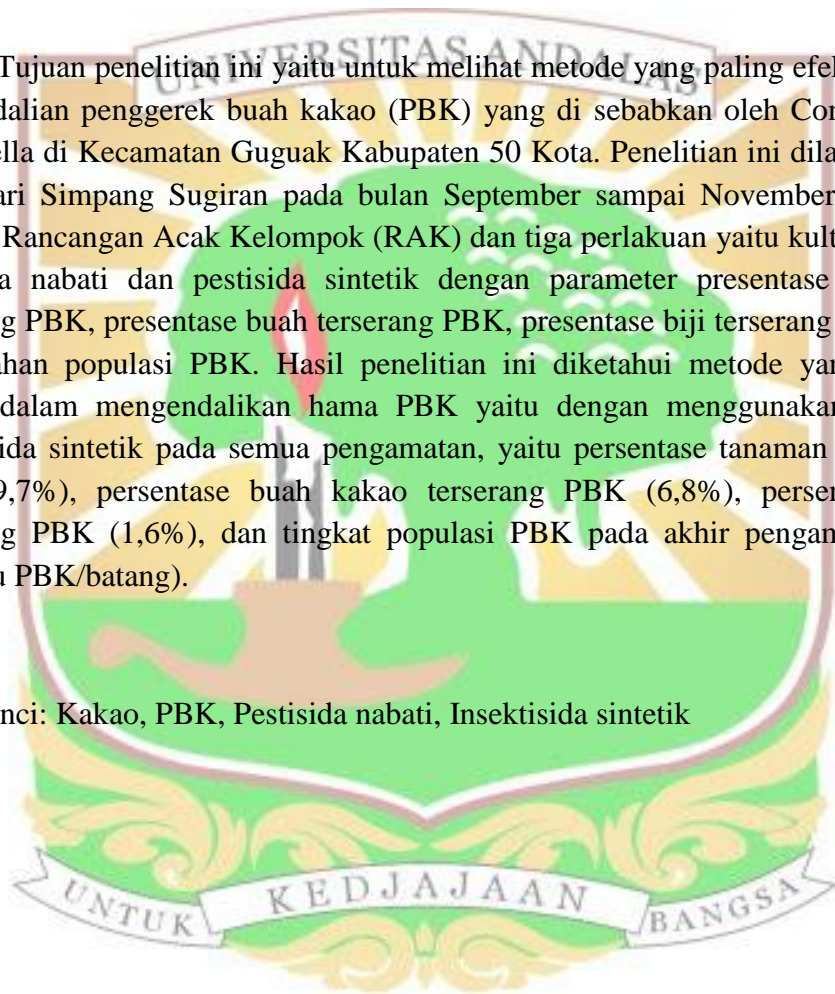 UNIVERSITAS ANDALAS
Tujuan penelitian ini yaitu untuk melihat metode yang paling efe
dalian penggerek buah kakao (PBK) yang di sebabkan oleh Con
ella di Kecamatan Guguak Kabupaten 50 Kota. Penelitian ini dila
ari Simpang Sugiran pada bulan September sampai November
Rancangan Acak Kelompok (RAK) dan tiga perlakuan yaitu kult
a nabati dan pestisida sintetik dengan parameter presentase
g PBK, presentase buah terserang PBK, presentase biji terserang
ahan populasi PBK. Hasil penelitian ini diketahui metode yan
dalam mengendalikan hama PBK yaitu dengan menggunakan
ida sintetik pada semua pengamatan, yaitu persentase tanaman
9,7%), persentase buah kakao terserang PBK (6,8%), persen
g PBK (1,6%), dan tingkat populasi PBK pada akhir pengam
u PBK/batang).
nci: Kakao, PBK, Pestisida nabati, Insektisida sintetik
UNTUK KEDJAJAAN BANGSA